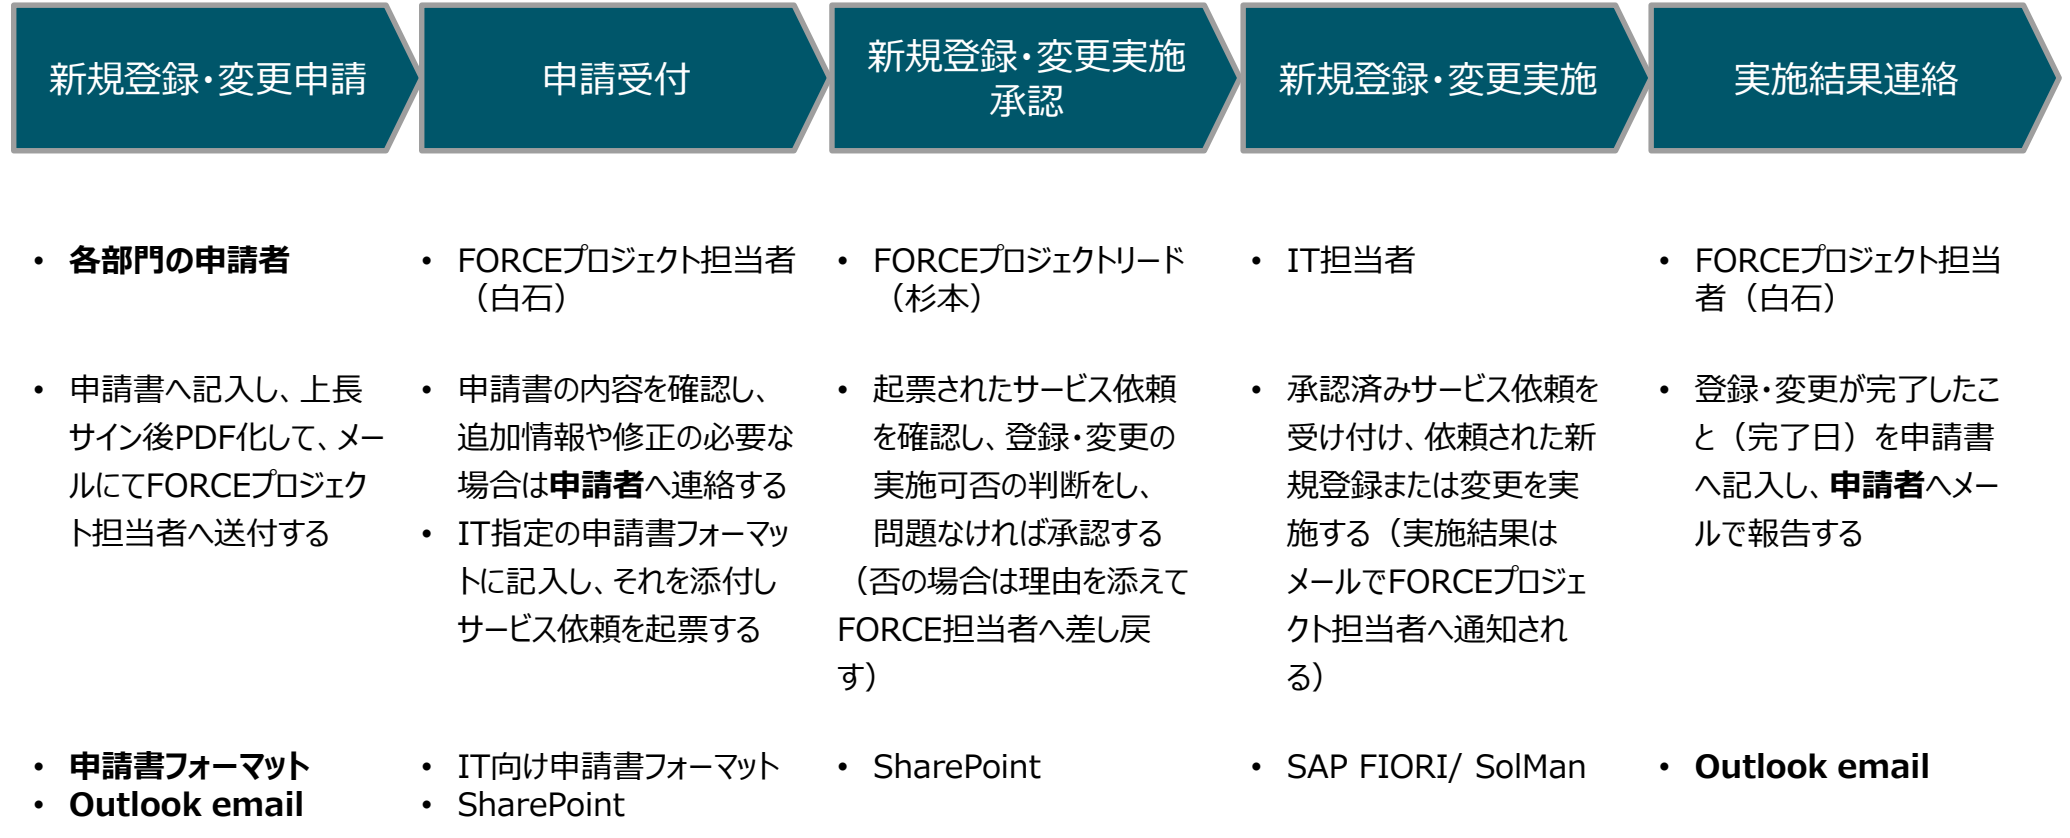 新規登録・変更申請
申請受付
新規登録・変更実施
承認
新規登録・変更実施
実施結果連絡
• 各部門の申請者
• FORCEプロジェクト担当者
（白石）
• FORCEプロジェクトリード
（杉本）
• IT担当者
• FORCEプロジェクト担当
者（白石）
• 申請書へ記入し、上長
サイン後PDF化して、メー
ルにてFORCEプロジェク
ト担当者へ送付する
• 申請書の内容を確認し、
追加情報や修正の必要な
場合は申請者へ連絡する
• IT指定の申請書フォーマッ
トに記入し、それを添付し
サービス依頼を起票する
• 起票されたサービス依頼
を確認し、登録・変更の
実施可否の判断をし、
問題なければ承認する
（否の場合は理由を添えて
FORCE担当者へ差し戻
す）
• 承認済みサービス依頼を
受け付け、依頼された新
規登録または変更を実
施する（実施結果は
メールでFORCEプロジェ
クト担当者へ通知され
る）
• 登録・変更が完了したこ
と（完了日）を申請書
へ記入し、申請者へメー
ルで報告する
• 申請書フォーマット
• Outlook email
• IT向け申請書フォーマット
• SharePoint
• SharePoint
• SAP FIORI/ SolMan
• Outlook email